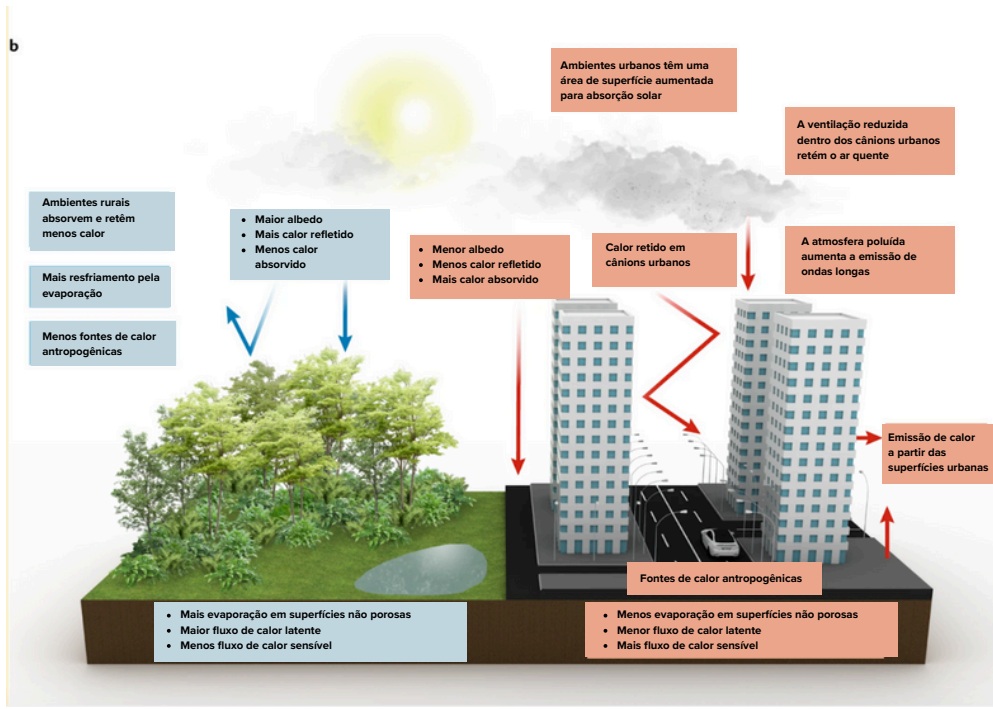 b
Ambientes urbanos têm uma
área de superfície aumentada
para absorção solar
A ventilação reduzida
dentro dos cânions urbanos
retém o ar quente
Ambientes rurais
absorvem e retêm
menos calor
• Maior albedo
• Mais calor refletido
• Menos calor
absorvido
• Menor albedo
• Menos calor refletido
• Mais calor absorvido
Calor retido em
cânions urbanos
A atmosfera poluída
aumenta a emissão de
ondas longas
Mais resfriamento pela
evaporação
Menos fontes de calor
antropogênicas
Emissão de calor
a partir das
superfícies urbanas
Fontes de calor antropogênicas
• Mais evaporação em superfícies não porosas
• Maior fluxo de calor latente
• Menos fluxo de calor sensível
• Menos evaporação em superfícies não porosas
• Menor fluxo de calor latente
• Mais fluxo de calor sensível